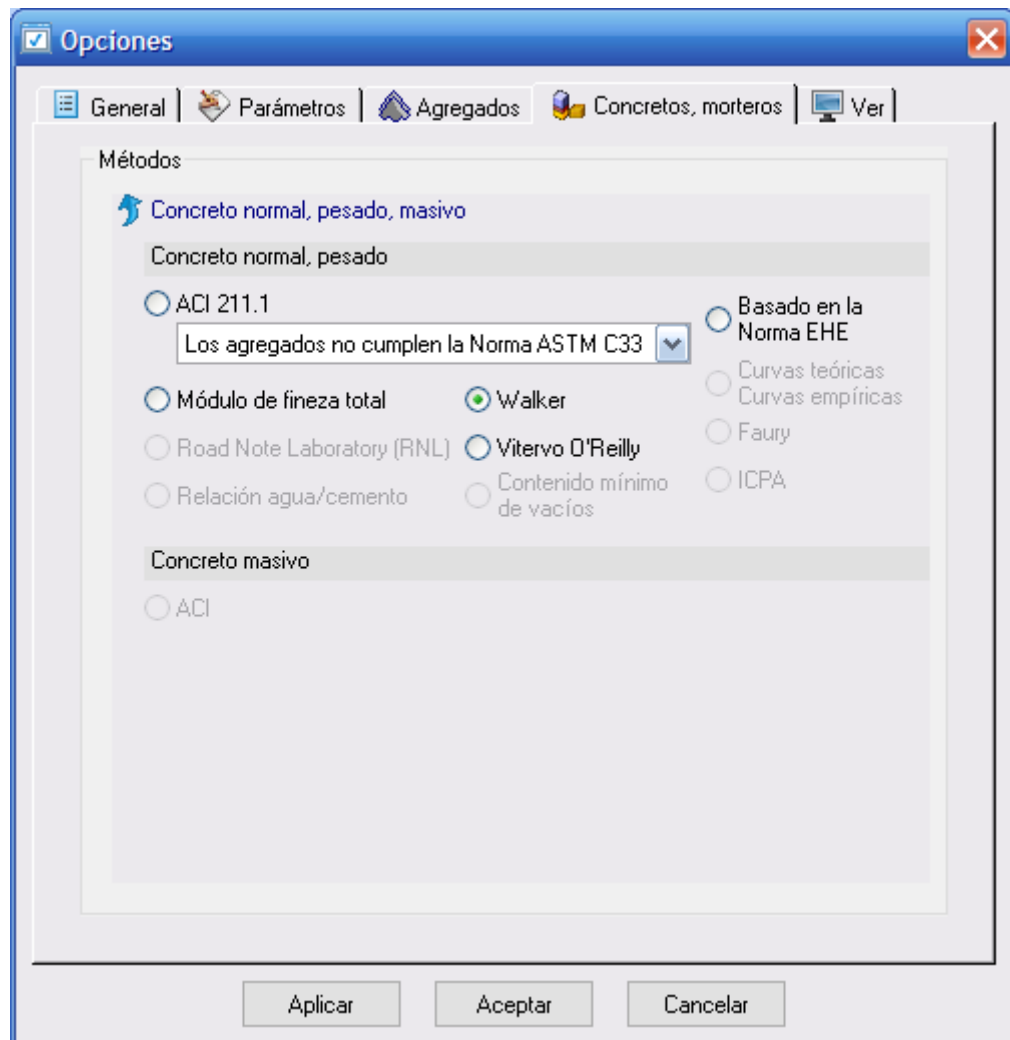 Opciones
General
Parámetros
Agregados
Concretos, morteros
Ver
Métodos
Concreto normal, pesado, masivo
Concreto normal, pesado
ACI 211.1
Los agregados no cumplen la Norma ASTM C33
Basado en la
Norma EHE
Curvas teóricas
Curvas empíricas
Módulo de fineza total
Walker
Faury
Road Note Laboratory (RNL)
Vitervo O'Reilly
ICPA
Relación agua/cemento
Contenido mínimo
de vacíos
Concreto masivo
ACI
Aplicar
Aceptar
Cancelar